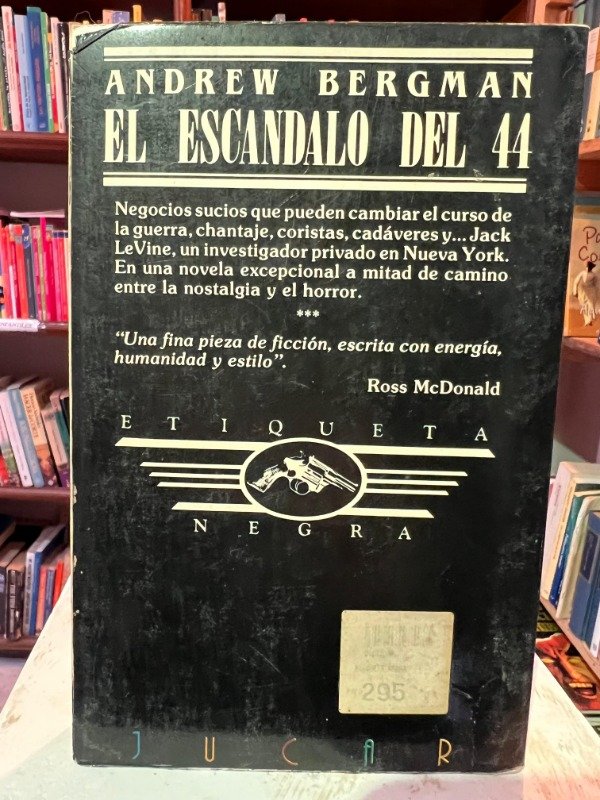 ANDREW BERGMAN
EL ESCANDALO DEL 44
Negocios sucios que pueden cambiar el curso de
la guerra, chantaje, coristas, cadáveres y... Jack
LeVine, un investigador privado en Nueva York.
En una novela excepcional a mitad de camino
entre la nostalgia y el horror.
***
“Una fina pieza de ficción, escrita con energía,
humanidad y estilo”.
Ross McDonald
ETIQUETA
NEGRA
295
JUCAR